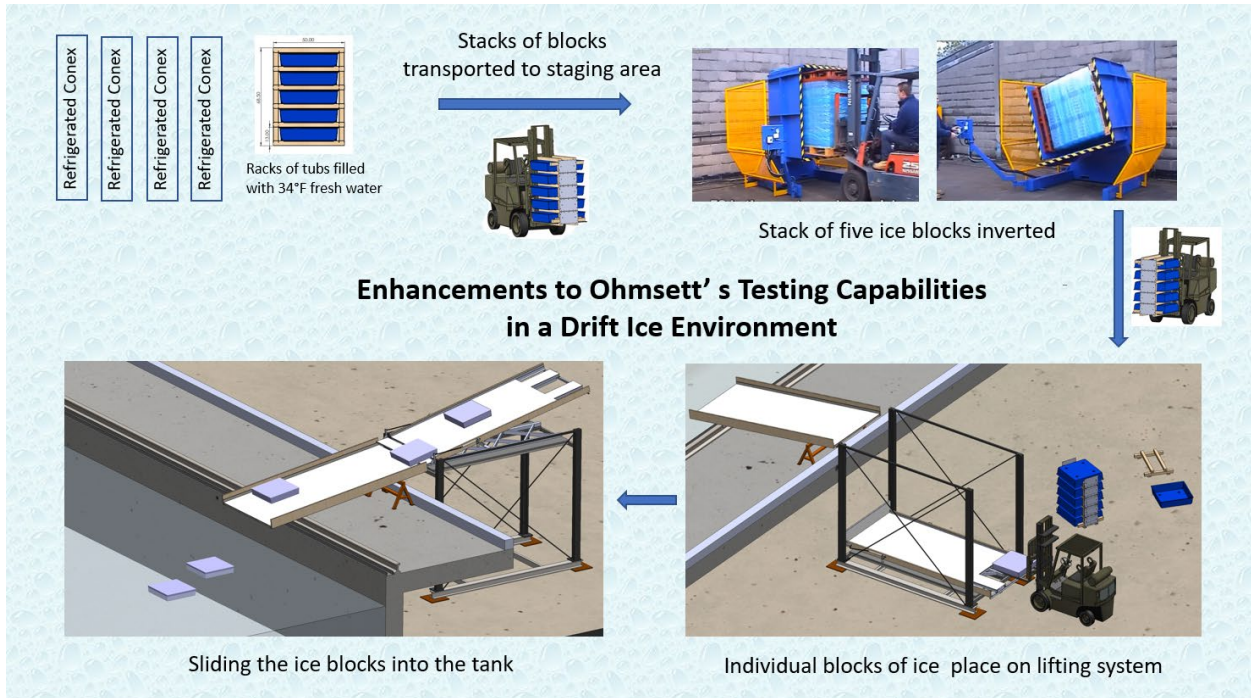 Refrigerated Conex
Refrigerated Conex
Refrigerated Conex
Refrigerated Conex
Racks of tubs filled
with 34°F fresh water
Stacks of blocks
transported to staging area
Stack of five ice blocks inverted
Enhancements to Ohmsett’ s Testing Capabilities
in a Drift Ice Environment
Sliding the ice blocks into the tank
Individual blocks of ice  place on lifting system